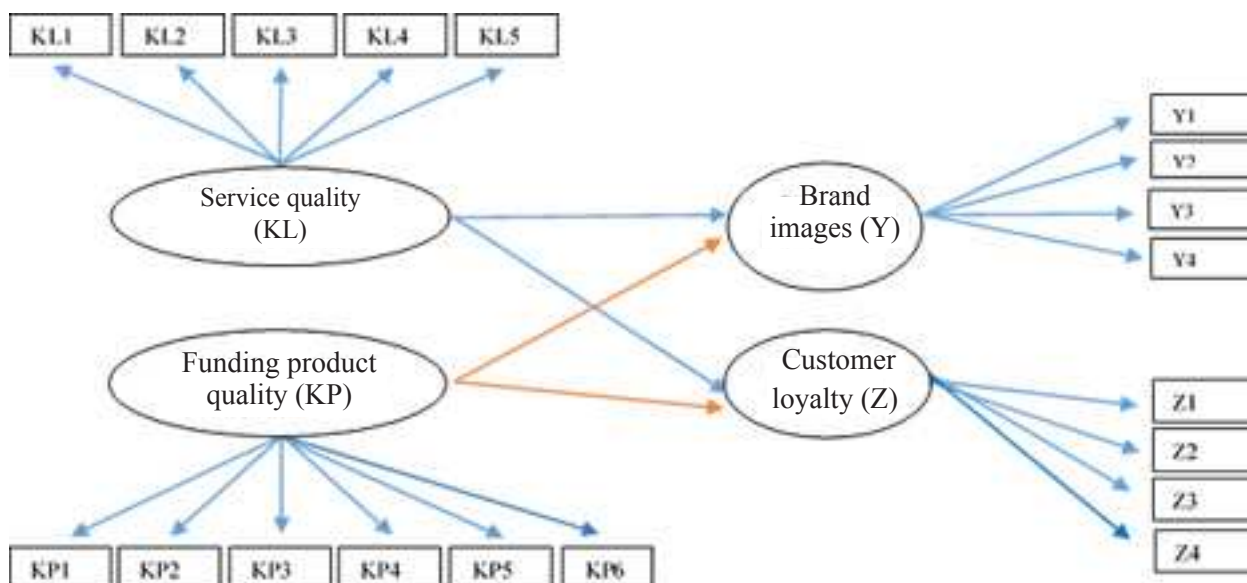 KL1 KL2 KL3 KL4 KL5
Service quality
(KL)
Brand
images (Y)
Y1
Y2
Y3
Y4
Funding product
quality (KP)
Customer
loyalty (Z)
Z1
Z2
Z3
Z4
KP1 KP2 KP3 KP4 KP5 KP6